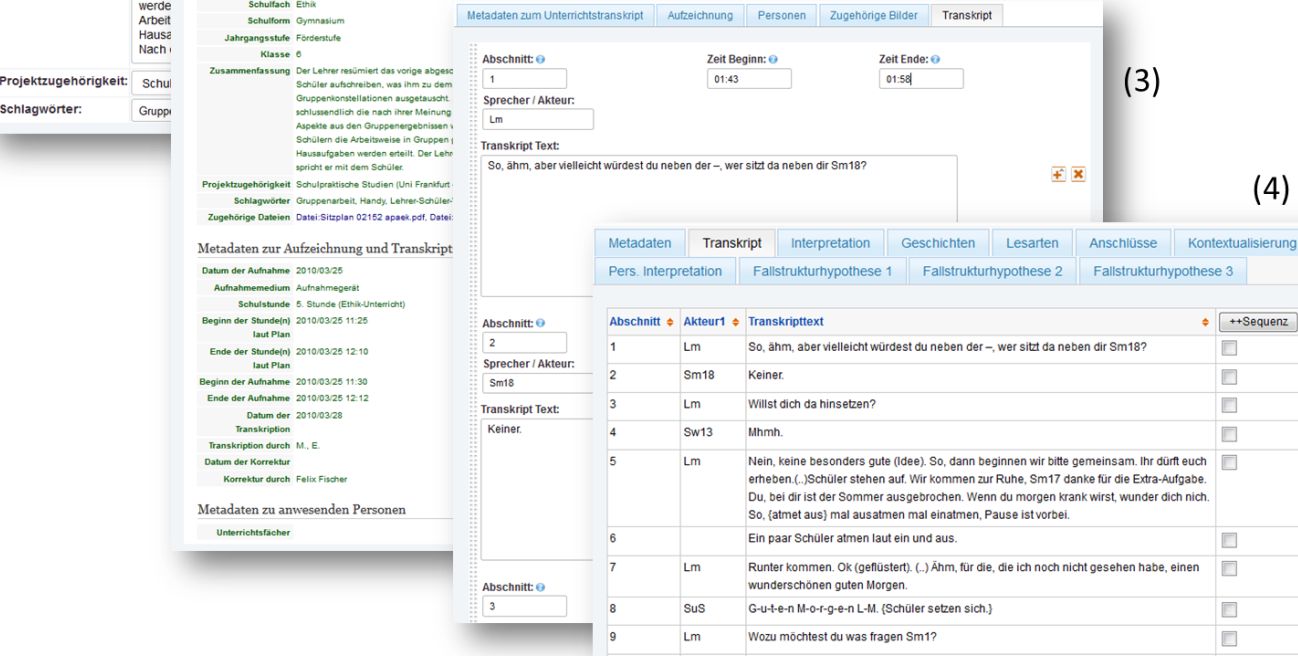 werde
Arbeit
Hausa
Nach
Projektzugehörigkeit: Schul
Schlagwörter: Grupp
Schulfach Ethik
Schulform Gymnasium
Jahrgangsstufe Förderstufe
Klasse 6
Zusammenfassung Der Lehrer resümiert das vorige abgesc
Schüler aufschreiben, was ihm zu dem
Gruppenkonstellationen ausgetauscht.
schlussendlich die nach ihrer Meinung
Aspekte aus den Gruppenergebnissen
Schülern die Arbeitsweise in Gruppen
Hausaufgaben werden erteilt. Der Lehr
spricht er mit dem Schüler.
Projektzugehörigkeit Schulpraktische Studien (Uni Frankfurt
Schlagwörter Gruppenarbeit, Handy, Lehrer-Schüler-
Zugehörige Dateien Datei:Sitzplan 02152 apaek.pdf, Datei:
Metadaten zur Aufzeichnung und Transkript
Datum der Aufnahme 2010/03/25
Aufnahmemedium Aufnahmegerät
Schulstunde 5. Stunde (Ethik-Unterricht)
Beginn der Stunde(n) 2010/03/25 11:25
laut Plan
Ende der Stunde(n) 2010/03/25 12:10
laut Plan
Beginn der Aufnahme 2010/03/25 11:30
Ende der Aufnahme 2010/03/25 12:12
Datum der 2010/03/28
Transkription
Transkription durch M., E.
Datum der Korrektur
Korrektur durch Felix Fischer
Metadaten zu anwesenden Personen
Unterrichtsfächer
Metadaten zum Unterrichtstranskript Aufzeichnung Personen Zugehörige Bilder Transkript
Abschnitt: Zeit Beginn: Zeit Ende:
1 01:43 01:58
Sprecher / Akteur:
Lm
Transkript Text:
So, ähm, aber vielleicht würdest du neben der –, wer sitzt da neben dir Sm18?
Abschnitt:
2
Sprecher / Akteur:
Sm18
Transkript Text:
Keiner.
Abschnitt:
3
(3)
(4)
Metadaten Transkript Interpretation Geschichten Lesarten Anschlüsse Kontextualisierung
Pers. Interpretation Fallstrukturhypothese 1 Fallstrukturhypothese 2 Fallstrukturhypothese 3
Abschnitt Akteur1 Transkripttext ++Sequenz
1 Lm So, ähm, aber vielleicht würdest du neben der –, wer sitzt da neben dir Sm18?
2 Sm18 Keiner.
3 Lm Willst dich da hinsetzen?
4 Sw13 Mhmh.
5 Lm Nein, keine besonders gute (Idee). So, dann beginnen wir bitte gemeinsam. Ihr dürft euch
erheben.(..)Schüler stehen auf. Wir kommen zur Ruhe, Sm17 danke für die Extra-Aufgabe.
Du, bei dir ist der Sommer ausgebrochen. Wenn du morgen krank wirst, wunder dich nich.
So, {atmet aus} mal ausatmen mal einatmen, Pause ist vorbei.
6 Ein paar Schüler atmen laut ein und aus.
7 Lm Runter kommen. Ok (geflüstert). (..) Ähm, für die, die ich noch nicht gesehen habe, einen
wunderschönen guten Morgen.
8 SuS G-u-t-e-n M-o-r-g-e-n L-M. {Schüler setzen sich.}
9 Lm Wozu möchtest du was fragen Sm1?